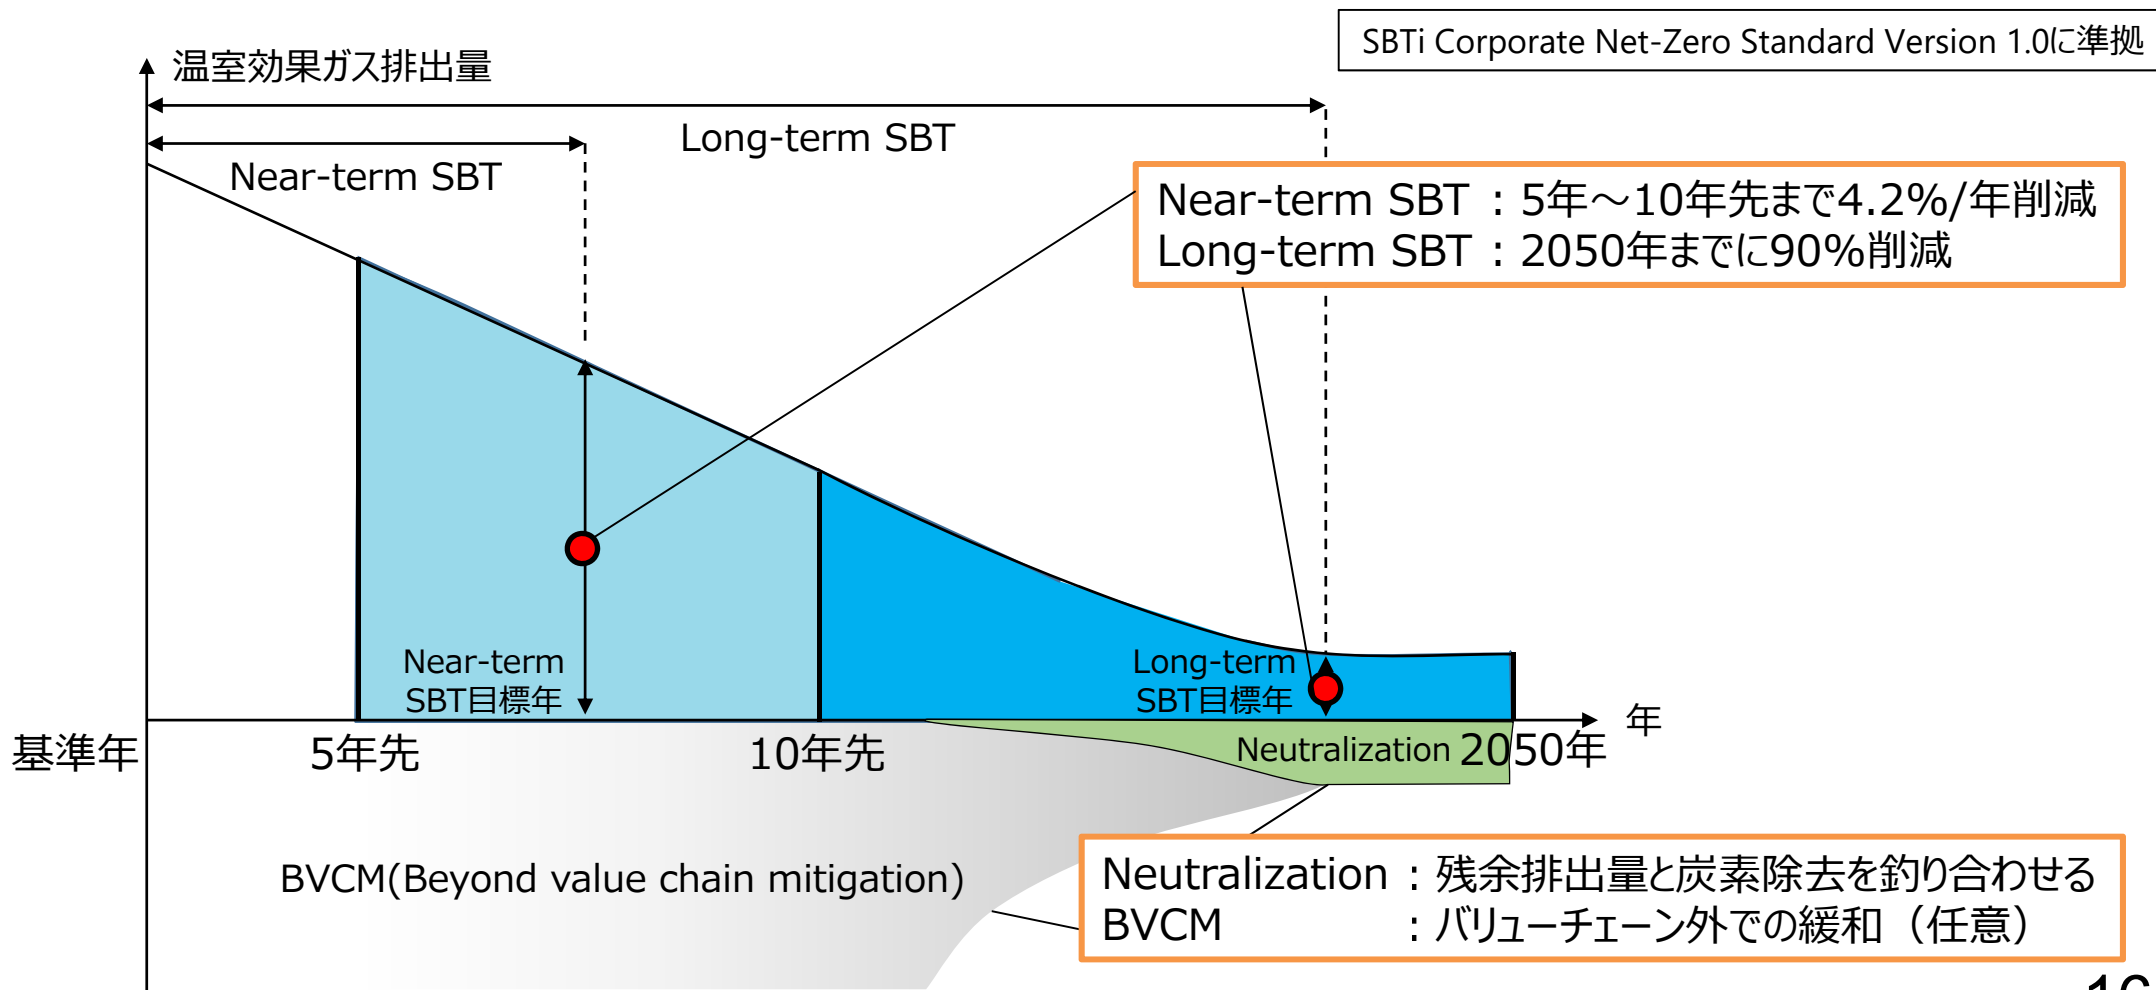 SBTi Corporate Net-Zero Standard Version 1.0に準拠
温室効果ガス排出量
Long-term SBT
Near-term SBT
Near-term SBT：5年～10年先まで4.2%/年削減
Long-term SBT：2050年までに90%削減
Near-term
SBT目標年
Long-term
SBT目標年
年
基準年
5年先
10年先
Neutralization
2050年
BVCM(Beyond value chain mitigation)
Neutralization：残余排出量と炭素除去を釣り合わせる
BVCM：バリューチェーン外での緩和（任意）